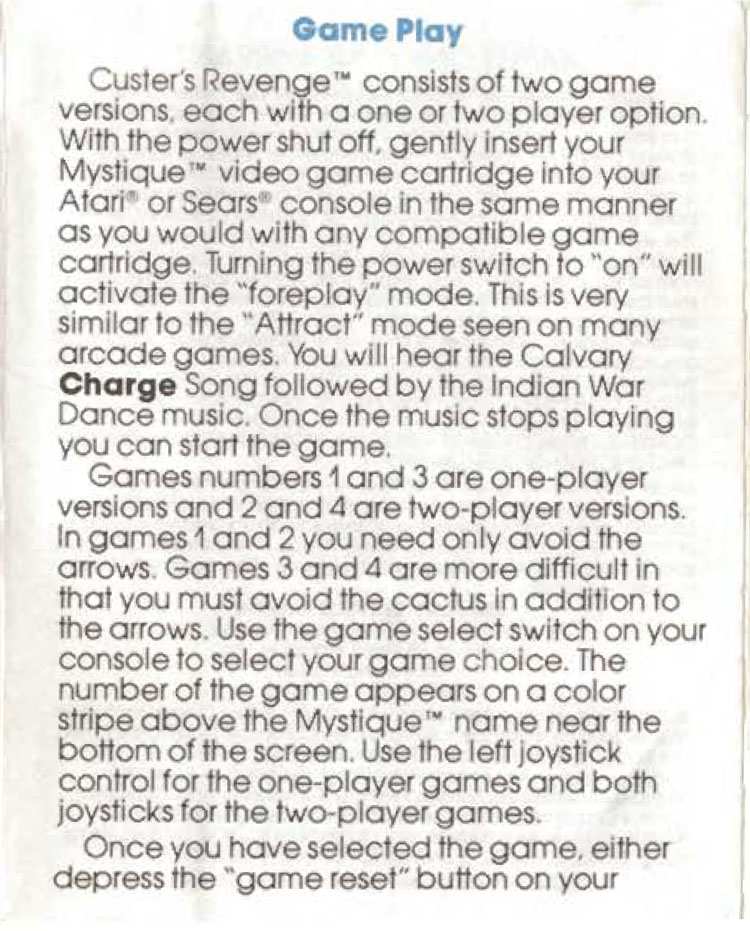 Game Play
Custer's Revenge™ consists of two game
versions, each with a one or two player option.
With the power shut off, gently insert your
Mystique™ video game cartridge into your
Atari® or Sears® console in the same manner
as you would with any compatible game
cartridge. Turning the power switch to "on" will
activate the "foreplay" mode. This is very
similar to the "Attract" mode seen on many
arcade games. You will hear the Calvary
Charge Song followed by the Indian War
Dance music. Once the music stops playing
you can start the game.
Games numbers 1 and 3 are one-player
versions and 2 and 4 are two-player versions.
In games 1 and 2 you need only avoid the
arrows. Games 3 and 4 are more difficult in
that you must avoid the cactus in addition to
the arrows. Use the game select switch on your
console to select your game choice. The
number of the game appears on a color
stripe above the Mystique™ name near the
bottom of the screen. Use the left joystick
control for the one-player games and both
joysticks for the two-player games.
Once you have selected the game, either
depress the "game reset" button on your